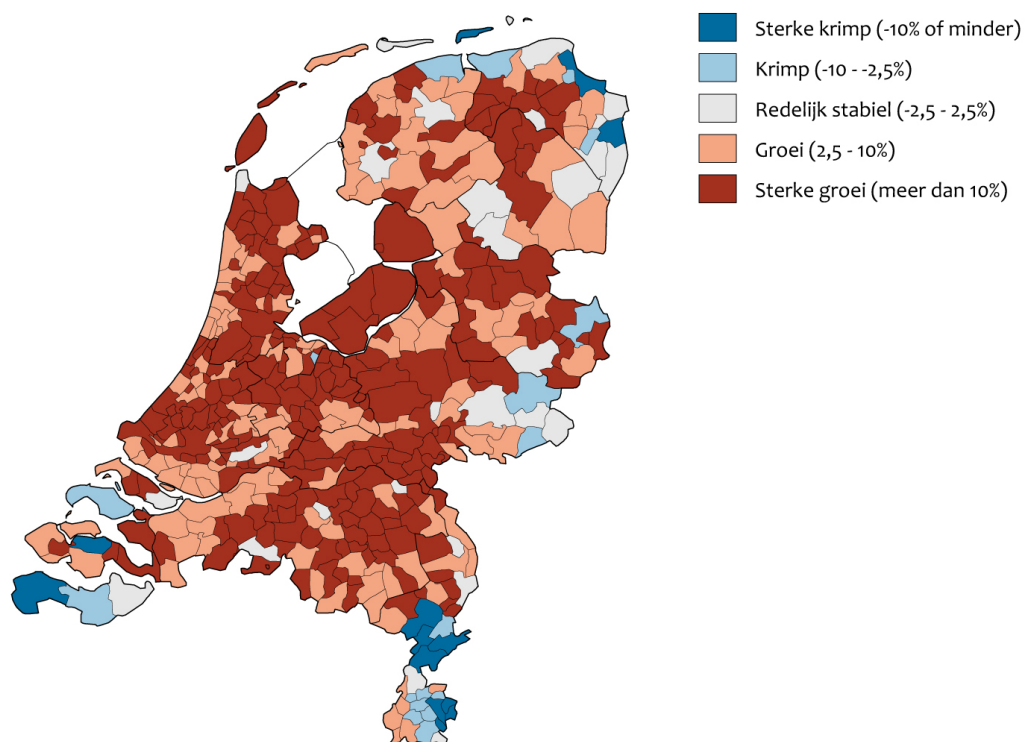 Sterke krimp (-10% of minder)
Krimp (-10 - -2,5%)
Redelijk stabiel (-2,5 - 2,5%)
Groei (2,5 - 10%)
Sterke groei (meer dan 10%)